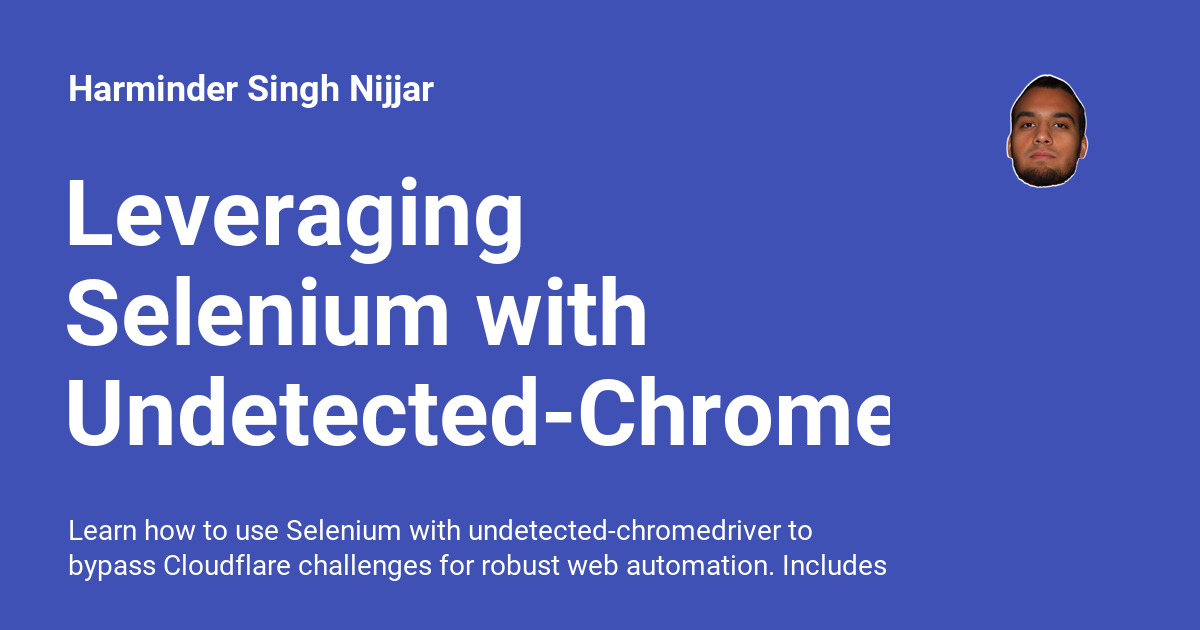 Harminder Singh Nijjar
Leveraging
Selenium with
Undetected-Chrome
Learn how to use Selenium with undetected-chromedriver to
bypass Cloudflare challenges for robust web automation. Includes